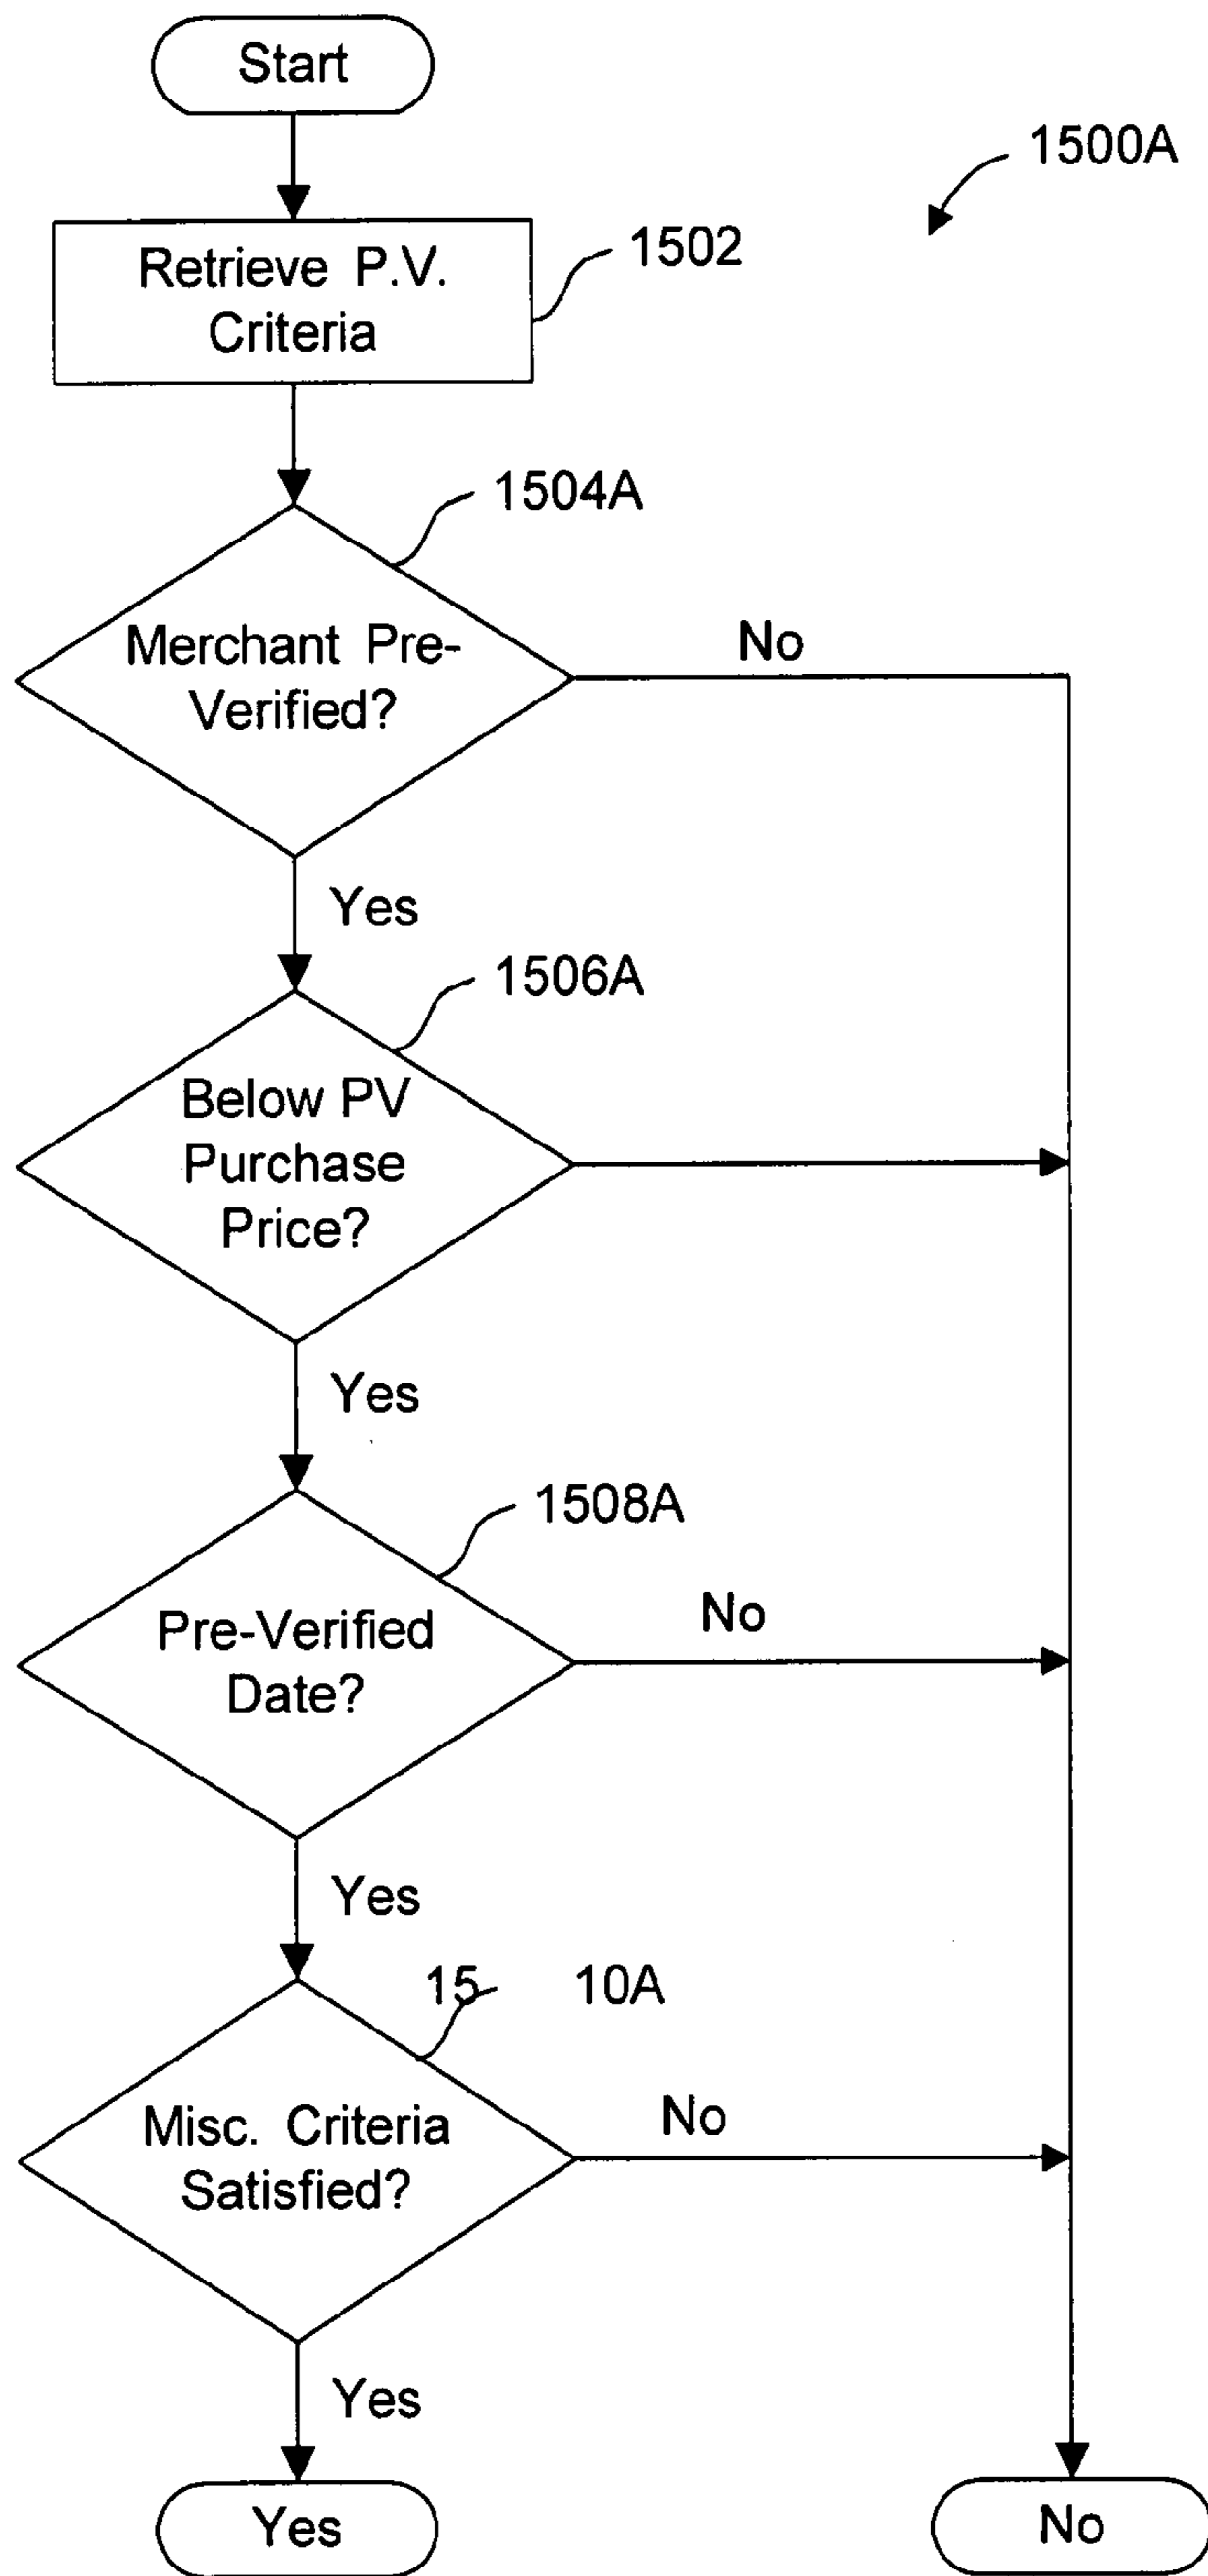 Start
1500A
Retrieve P.V.
Criteria
1502
1504A
Merchant Pre-
Verified?
No
Yes
1506A
Below PV
Purchase
Price?
Yes
1508A
Pre-Verified
Date?
No
Yes
15 10A
Misc. Criteria
Satisfied?
No
Yes
Yes
No